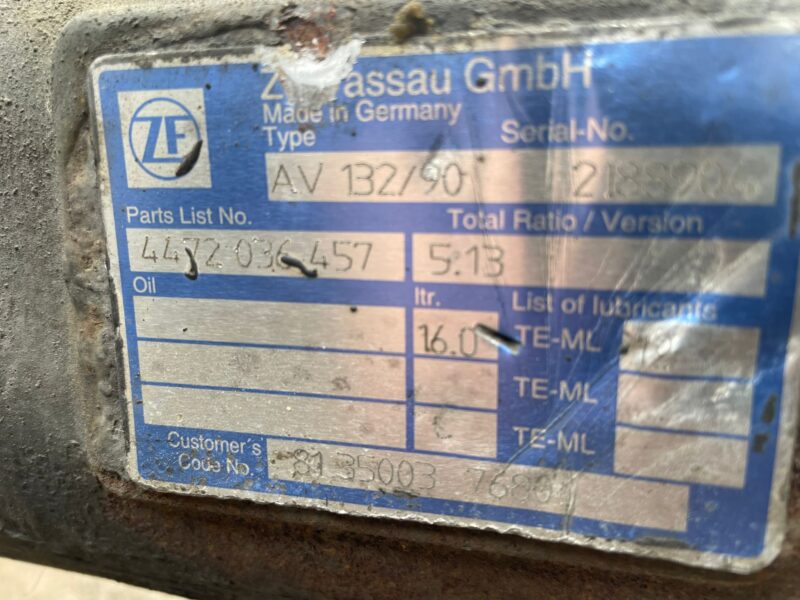 ZF Passau GmbH
ZF
Made in Germany
Type
Serial-No.
AV 132/90
Parts List No.
Total Ratio / Version
4472 036 457
5.13
Oil
ltr.
List of lubricants
16.0
TE-ML
TE-ML
TE-ML
Customer's
Code No.
81 35003